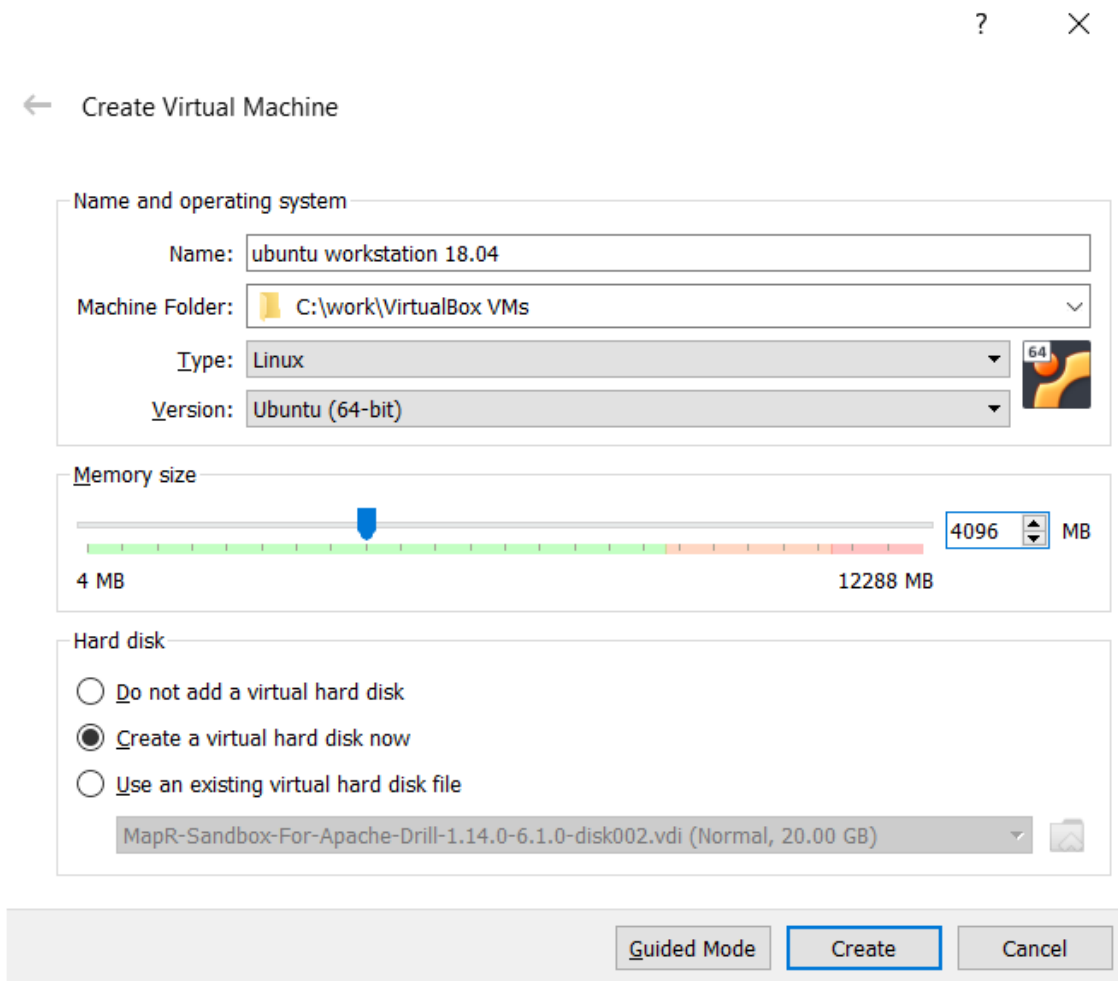 ?
Create Virtual Machine
Name and operating system
Name: ubuntu workstation 18.04
Machine Folder: C:\work\VirtualBox VMs
Type: Linux
64
Version: Ubuntu (64-bit)
Memory size
4096 MB
4 MB 12288 MB
Hard disk
Do not add a virtual hard disk
Create a virtual hard disk now
Use an existing virtual hard disk file
MapR-Sandbox-For-Apache-Drill-1.14.0-6.1.0-disk002.vdi (Normal, 20.00 GB)
Guided Mode Create Cancel